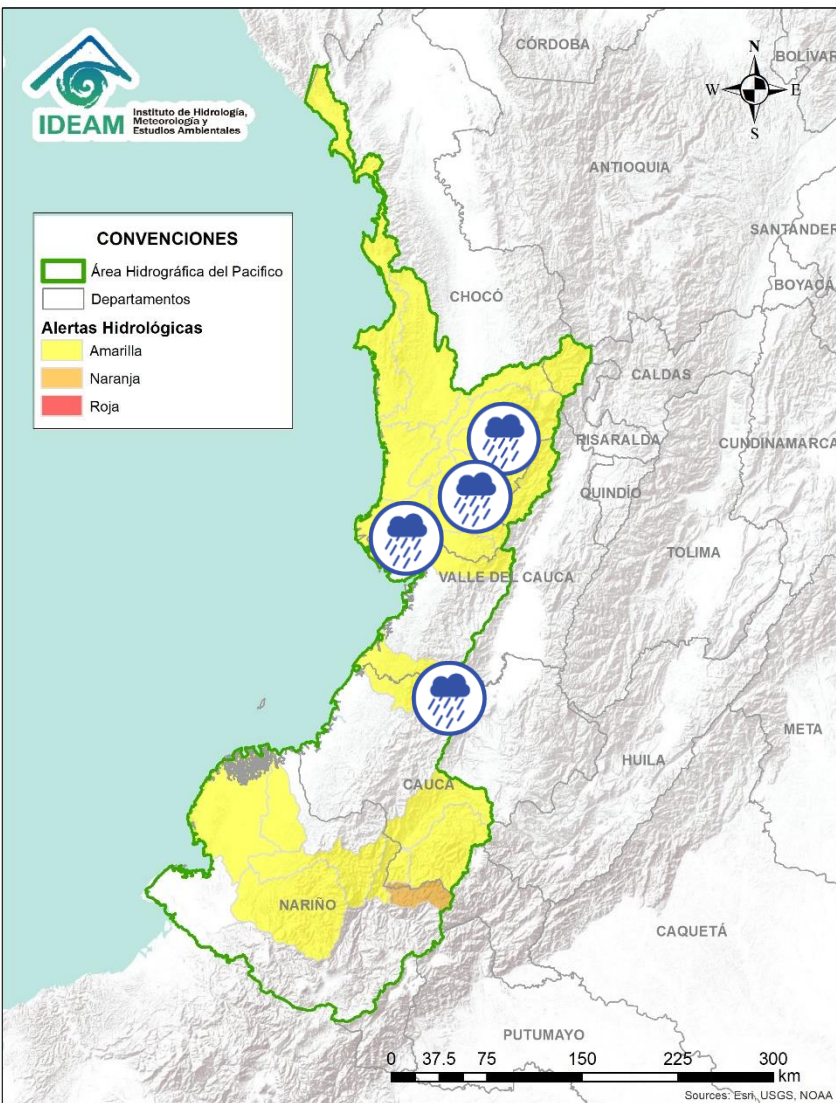 IDEAM
Instituto de Hidrología,
Meteorología y
Estudios Ambientales
CÓRDOBA
BOLÍVAR
N
W
E
S
ANTIOQUIA
SANTANDER
BOYACÁ
CONVENCIONES
Área Hidrográfica del Pacifico
Departamentos
Alertas Hidrológicas
Amarilla
Naranja
Roja
CHOCÓ
CALDAS
RISARALDA
CUNDINAMARCA
QUINDÍO
TOLIMA
VALLE DEL CAUCA
META
HUILA
CAUCA
NARIÑO
CAQUETÁ
PUTUMAYO
0 37.5 75 150 225 300
km
Sources: Esri, USGS, NOAA